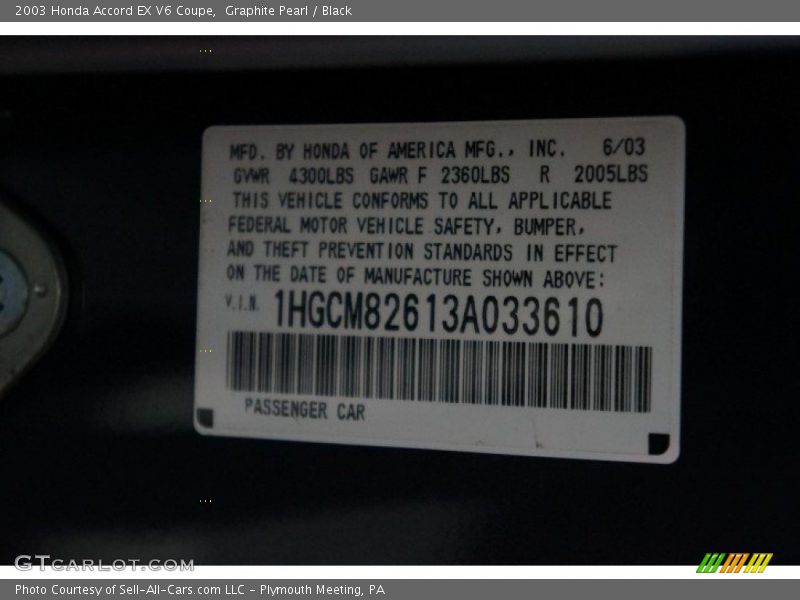 2003 Honda Accord EX V6 Coupe,  Graphite Pearl / Black
MFD. BY HONDA OF AMERICA MFG., INC. 6/03
GVWR 4300LBS GAWR F 2360LBS R 2005LBS
THIS VEHICLE CONFORMS TO ALL APPLICABLE
FEDERAL MOTOR VEHICLE SAFETY, BUMPER,
AND THEFT PREVENTION STANDARDS IN EFFECT
ON THE DATE OF MANUFACTURE SHOWN ABOVE:
V.I.N. 1HGCM82613A033610
PASSENGER CAR
GTCARLOT.COM
Photo Courtesy of Sell-All-Cars.com LLC - Plymouth Meeting, PA